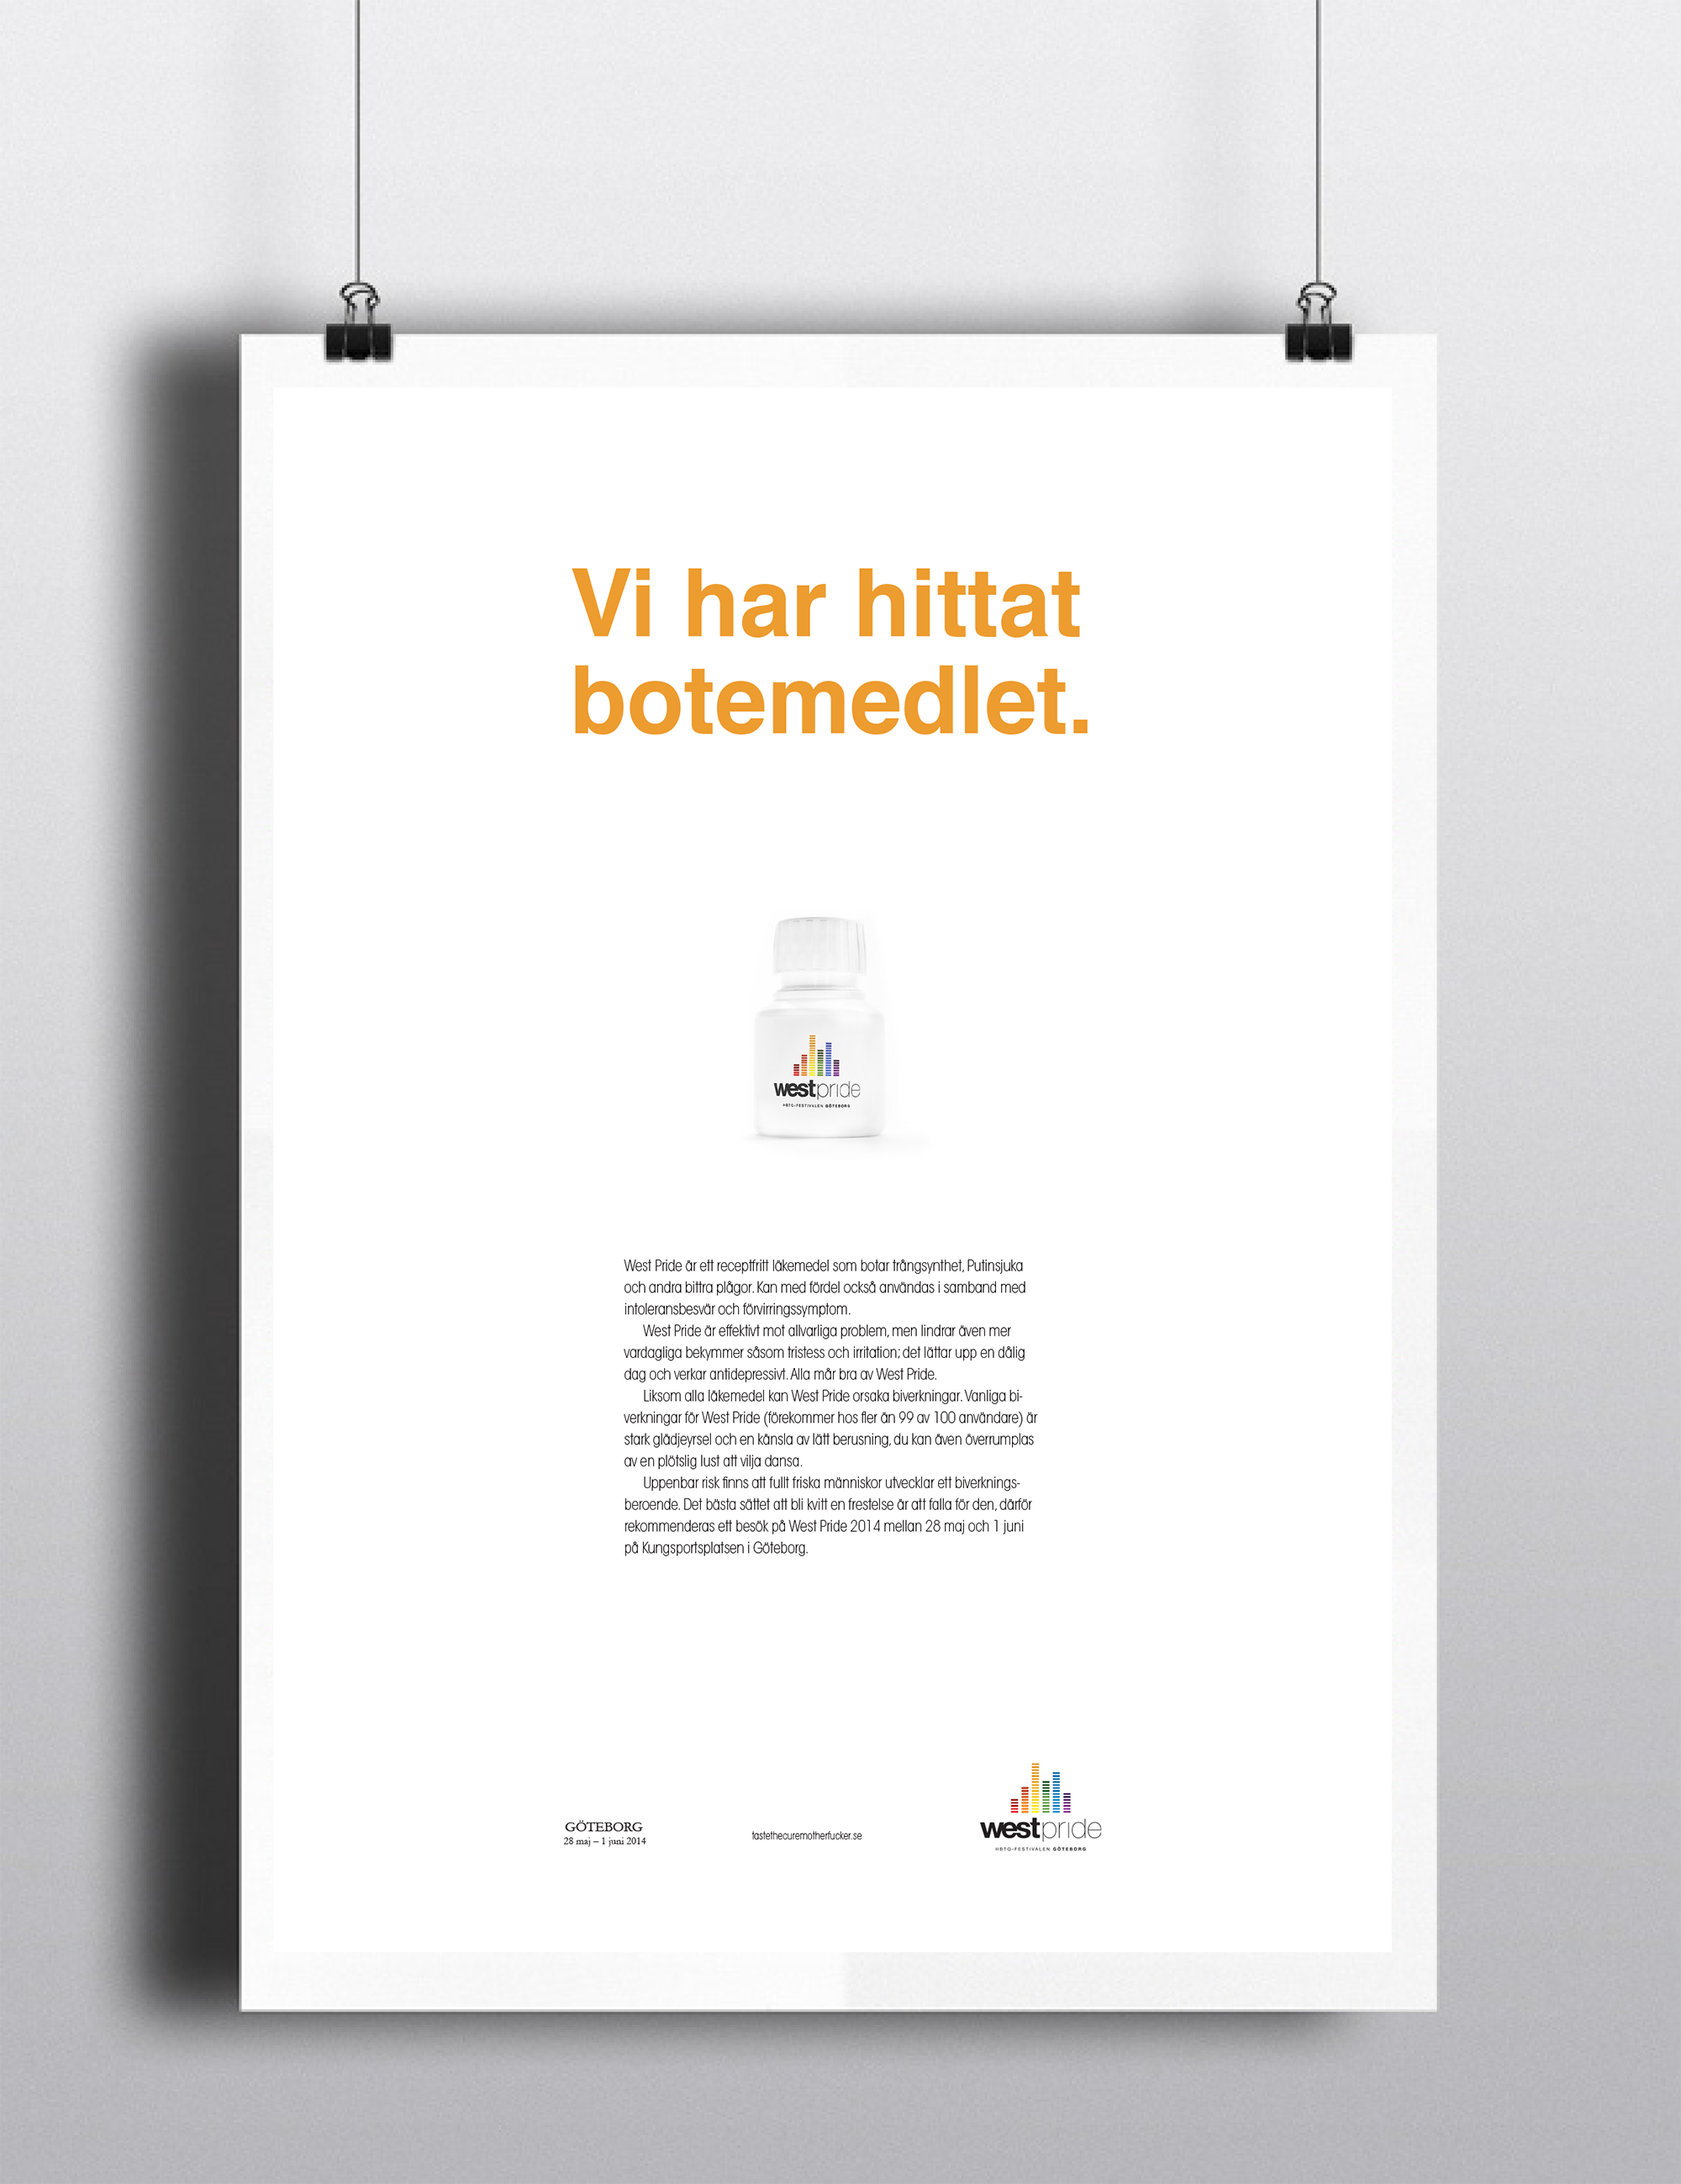 Vi har hittat
botemedlet.
westpride
HBTQ-FESTIVALEN GÖTEBORG
West Pride är ett receptfritt läkemedel som botar trångsynthet, Putinsjuka
och andra bittra plågor. Kan med fördel också användas i samband med
intoleransbesvär och förvirringssymptom.
West Pride är effektivt mot allvarliga problem, men lindrar även mer
vardagliga bekymmer såsom tristess och irritation; det lättar upp en dålig
dag och verkar antidepressivt. Alla mår bra av West Pride.
Liksom alla läkemedel kan West Pride orsaka biverkningar. Vanliga bi-
verkningar för West Pride (förekommer hos fler än 99 av 100 användare) är
stark glädjeyrsel och en känsla av lätt berusning, du kan även överrumplas
av en plötslig lust att vilja dansa.
Uppenbar risk finns att fullt friska människor utvecklar ett biverknings-
beroende. Det bästa sättet att bli kvitt en frestelse är att falla för den, därför
rekommenderas ett besök på West Pride 2014 mellan 28 maj och 1 juni
på Kungsportsplatsen i Göteborg.
GÖTEBORG
28 maj – 1 juni 2014
tastethecuremotherfucker.se
westpride
HBTQ-FESTIVALEN GÖTEBORG